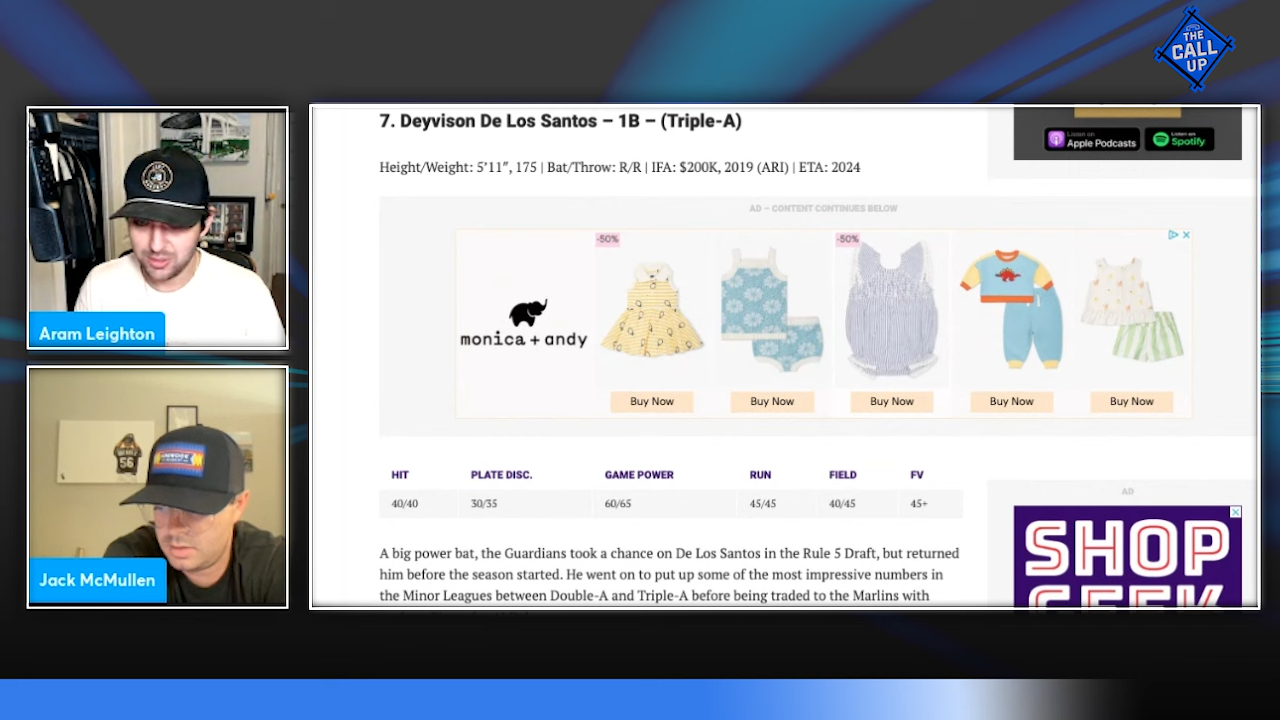 THE
CALL
UP
7. Deyvison De Los Santos – 1B – (Triple-A)
Height/Weight: 5’11″, 175 | Bat/Throw: R/R | IFA: $200K, 2019 (ARI) | ETA: 2024
Listen on
Apple Podcasts
Listen on
Spotify
AD – CONTENT CONTINUES BELOW
-50%
-50%
monica + andy
Buy Now
Buy Now
Buy Now
Buy Now
Buy Now
Aram Leighton
HIT PLATE DISC. GAME POWER RUN FIELD FV
40/40 30/35 60/65 45/45 40/45 45+
A big power bat, the Guardians took a chance on De Los Santos in the Rule 5 Draft, but returned
him before the season started. He went on to put up some of the most impressive numbers in
the Minor Leagues between Double-A and Triple-A before being traded to the Marlins with
AD
SHOP
GEEK
56
Jack McMullen